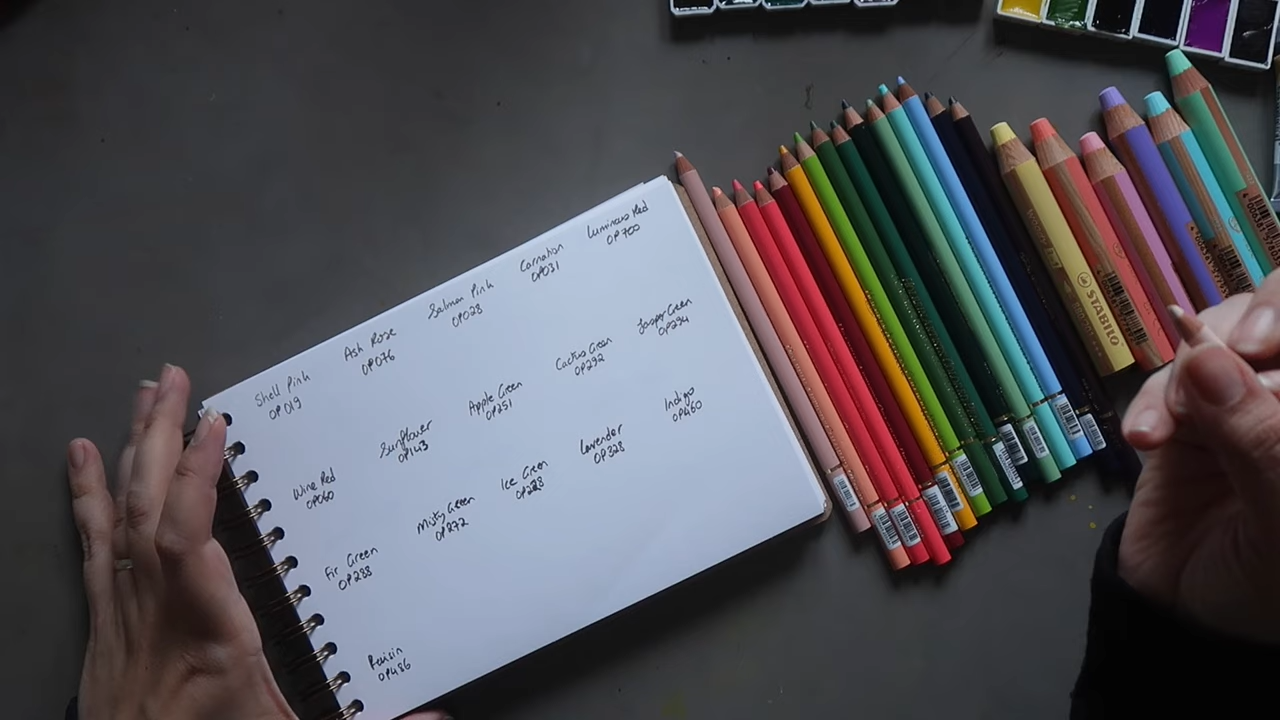 Shell Pink
OP019
Ash Rose
OP076
Salmon Pink
OP028
Carnation
OP031
Luminous Red
OP700
Wine Red
OP060
Sunflower
OP143
Apple Green
OP251
Cactus Green
OP292
Jasper Green
OP294
Fir Green
OP288
Misty Green
OP272
Ice Green
Lavender
OP328
Indigo
OP460
Raisin
OP486
STABILO